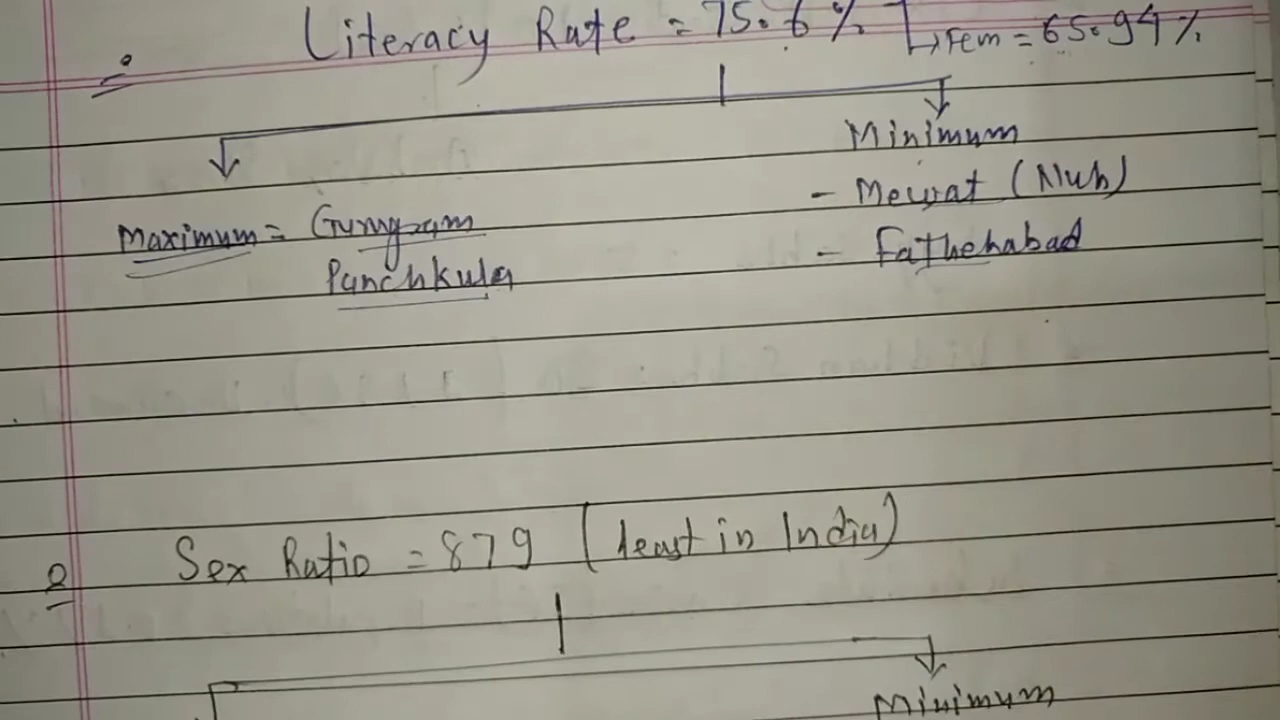 Literacy Rate = 75.6% ↳ Fem = 65.94%
Minimum
- Mewat (Nuh)
Maximum = Gurugram
- Fathehabad
Panchkula
Sex Ratio = 879 (least in India)
Minimum